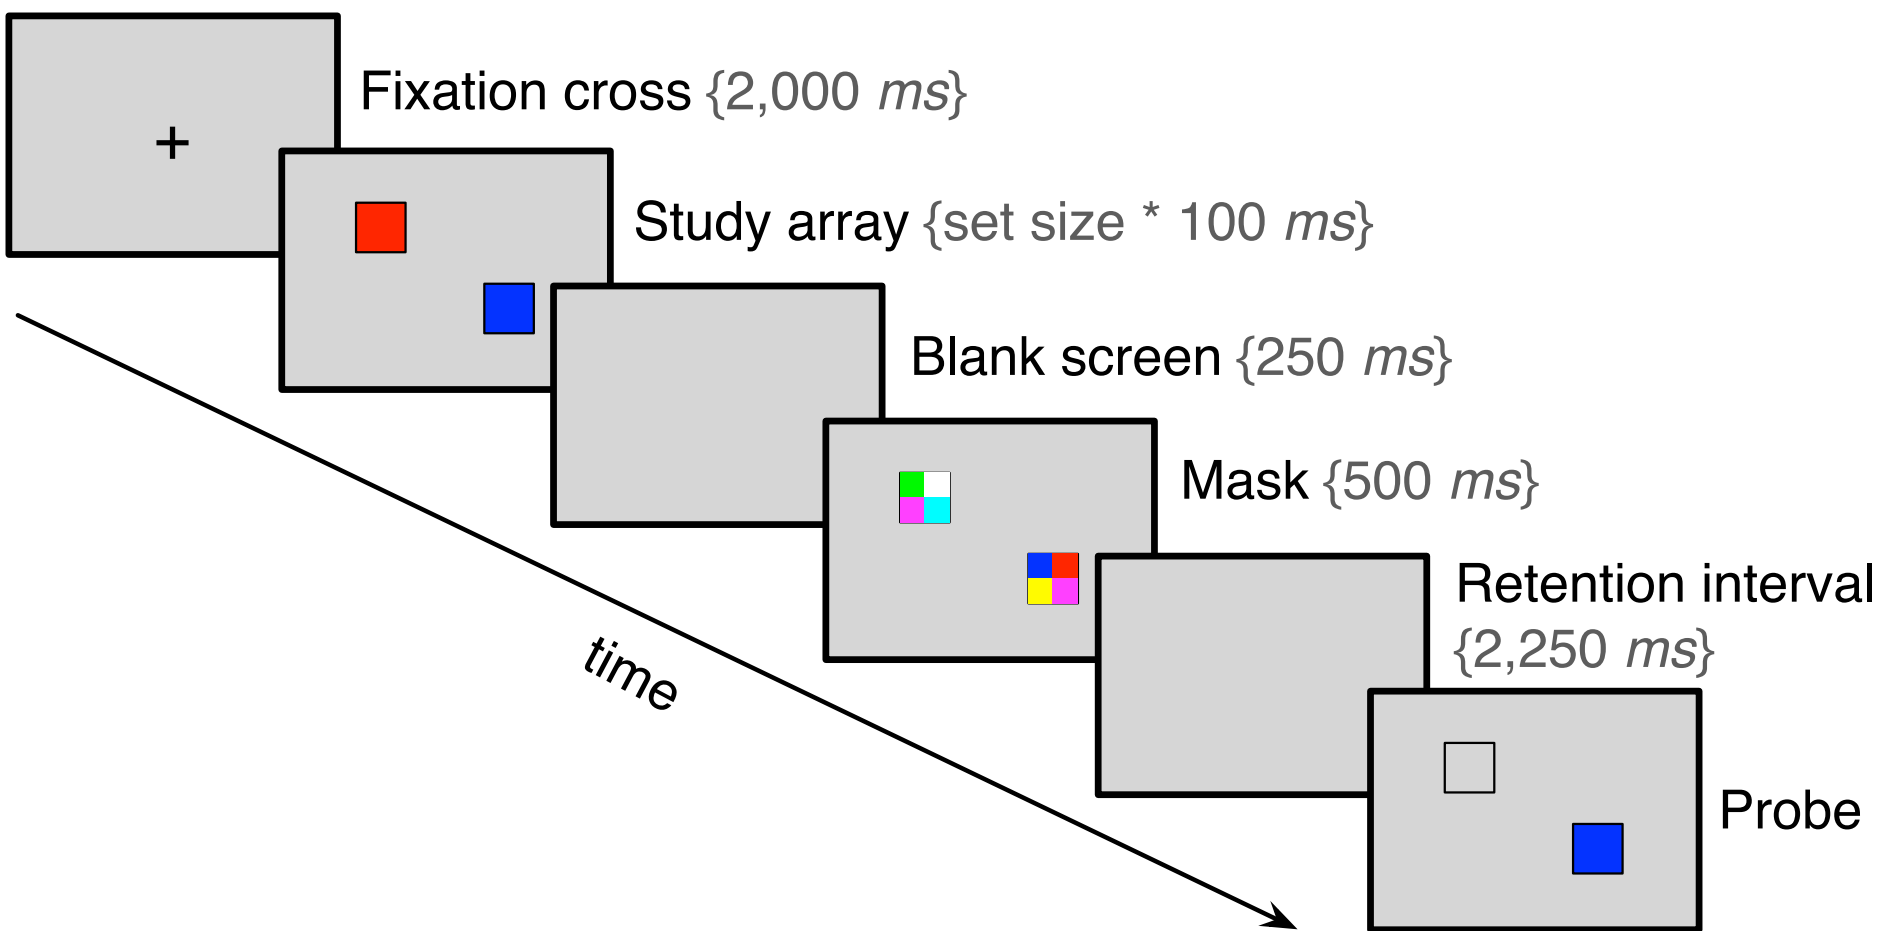 Fixation cross {2,000 ms}
Study array {set size * 100 ms}
Blank screen {250 ms}
Mask {500 ms}
Retention interval
{2,250 ms}
time
Probe